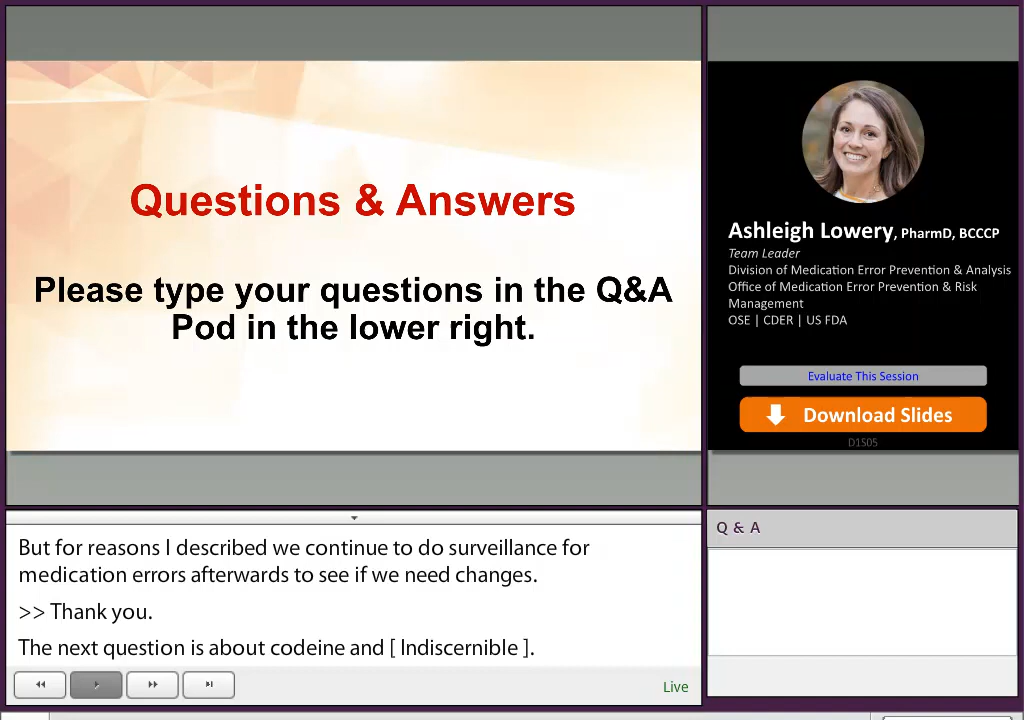 Questions & Answers
Please type your questions in the Q&A
Pod in the lower right.
Ashleigh Lowery, PharmD, BCCCP
Team Leader
Division of Medication Error Prevention & Analysis
Office of Medication Error Prevention & Risk
Management
OSE | CDER | US FDA
Evaluate This Session
Download Slides
D1S05
But for reasons I described we continue to do surveillance for
medication errors afterwards to see if we need changes.
>> Thank you.
The next question is about codeine and [ Indiscernible ].
Live
Q & A